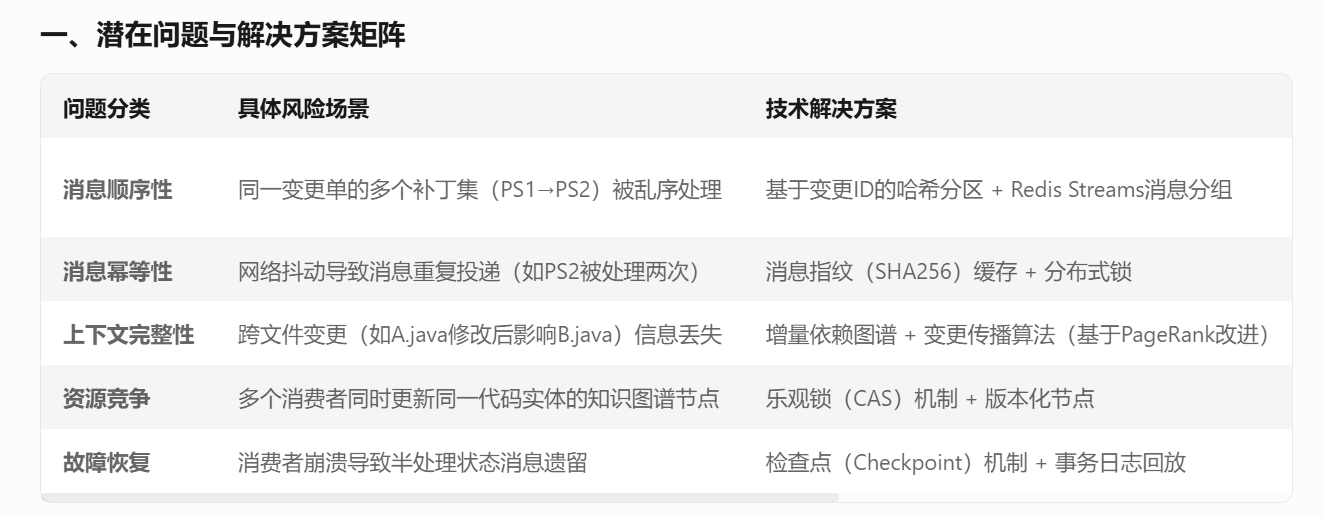 一、潜在问题与解决方案矩阵
问题分类 具体风险场景 技术解决方案
消息顺序性 同一变更单的多个补丁集（PS1→PS2）被乱序处理 基于变更ID的哈希分区 + Redis Streams消息分组
消息幂等性 网络抖动导致消息重复投递（如PS2被处理两次） 消息指纹（SHA256）缓存 + 分布式锁
上下文完整性 跨文件变更（如A.java修改后影响B.java）信息丢失 增量依赖图谱 + 变更传播算法（基于PageRank改进）
资源竞争 多个消费者同时更新同一代码实体的知识图谱节点 乐观锁（CAS）机制 + 版本化节点
故障恢复 消费者崩溃导致半处理状态消息遗留 检查点（Checkpoint）机制 + 事务日志回放